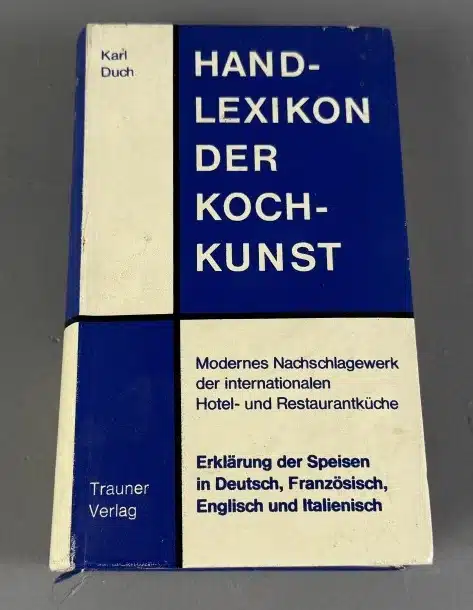 Karl
Duch
HAND-
LEXIKON
DER
KOCH-
KUNST
Modernes Nachschlagewerk
der internationalen
Hotel- und Restaurantküche
Erklärung der Speisen
in Deutsch, Französisch,
Englisch und Italienisch
Trauner
Verlag